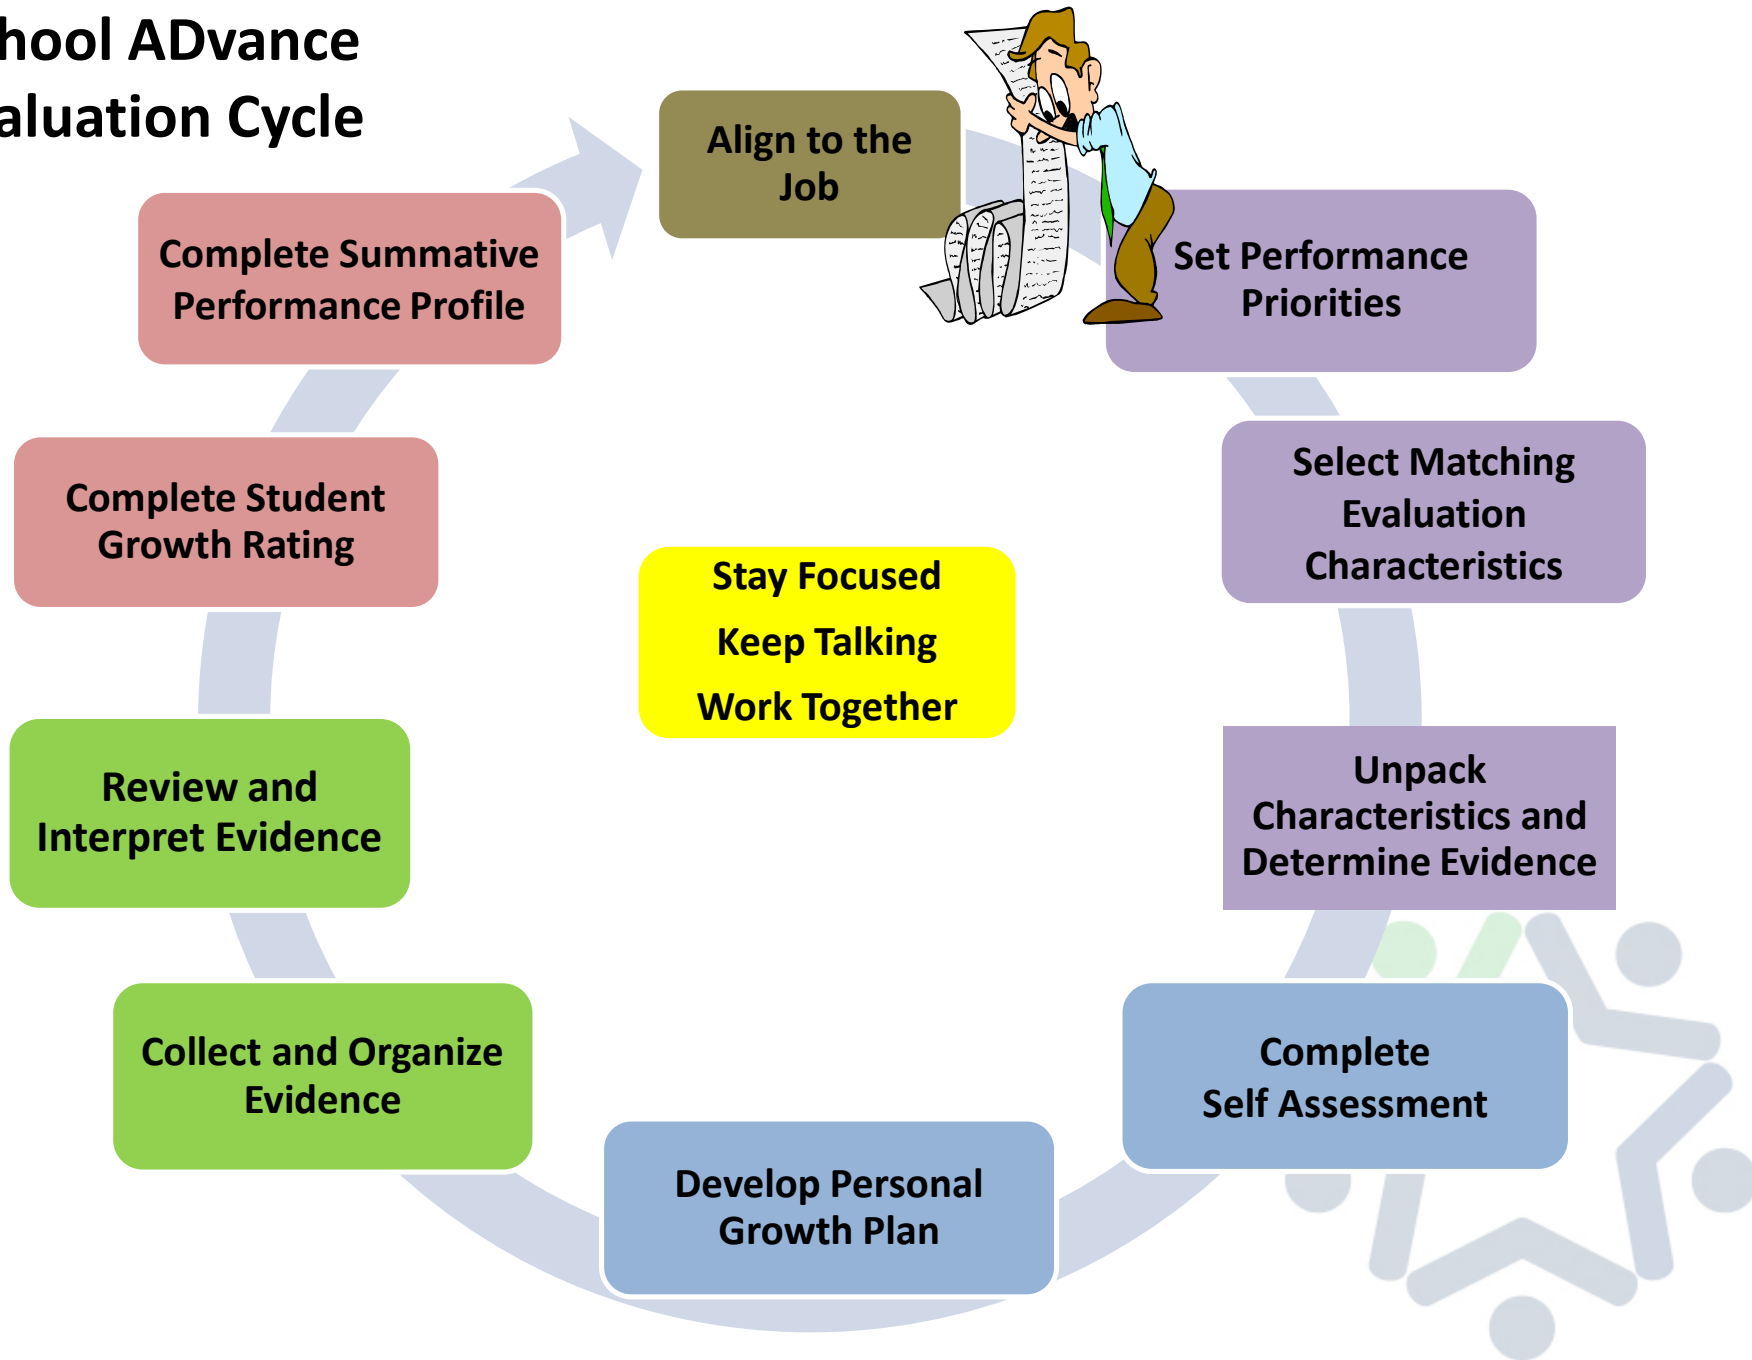 hool ADvance
aluation Cycle
Align to the
Job
Set Performance
Priorities
Select Matching
Evaluation
Characteristics
Unpack
Characteristics and
Determine Evidence
Complete
Self Assessment
Develop Personal
Growth Plan
Collect and Organize
Evidence
Review and
Interpret Evidence
Complete Student
Growth Rating
Complete Summative
Performance Profile
Stay Focused
Keep Talking
Work Together